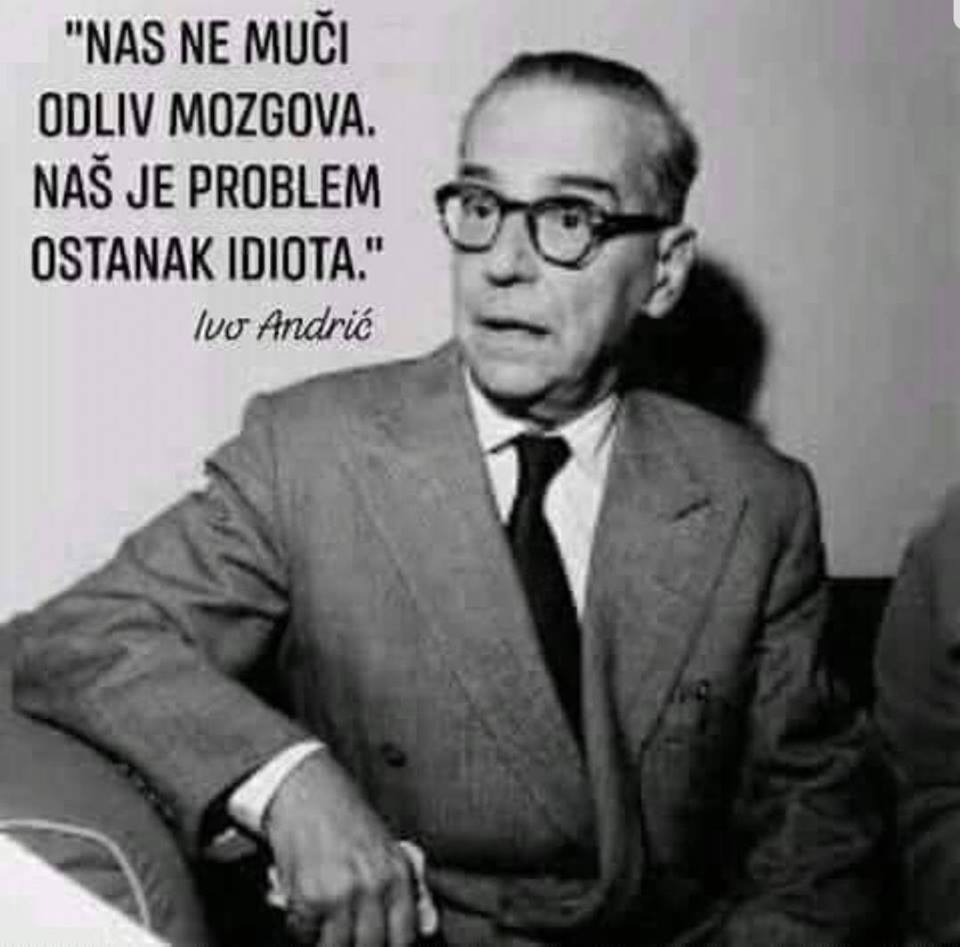 "NAS NE MUČI
ODLIV MOZGOVA.
NAŠ JE PROBLEM
OSTANAK IDIOTA."
Ivo Andrić